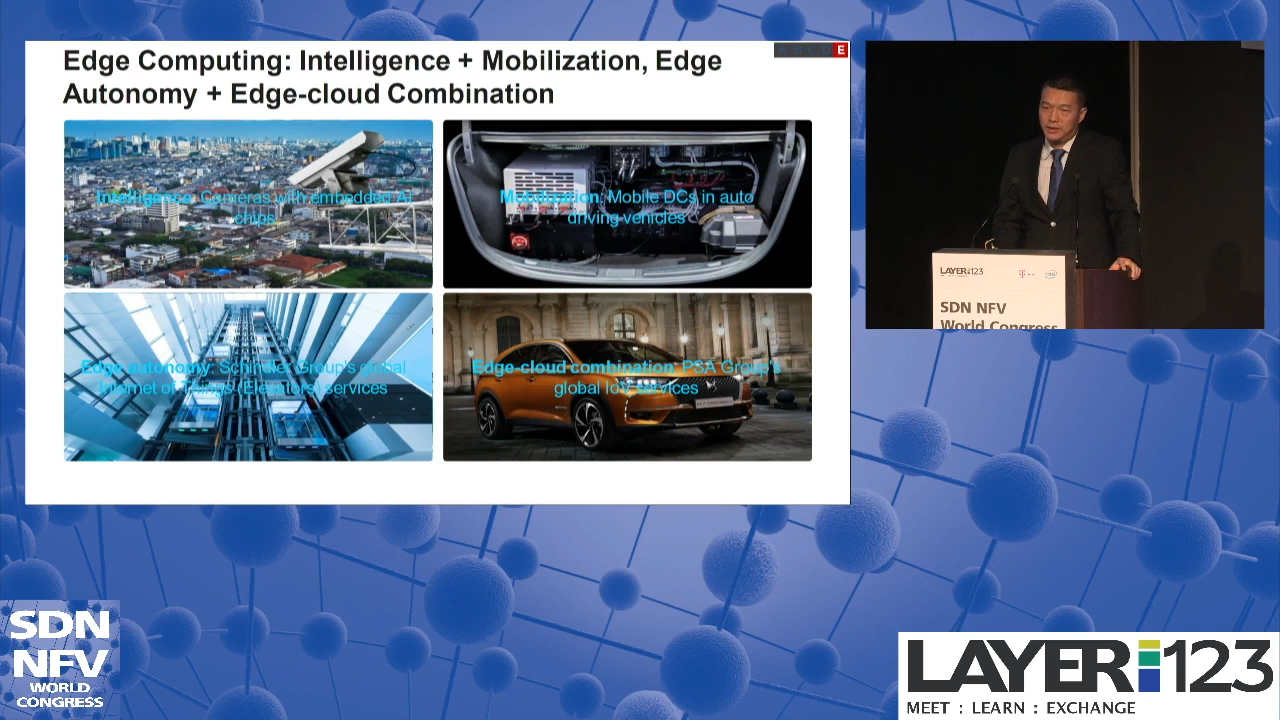 Edge Computing: Intelligence + Mobilization, Edge
Autonomy + Edge-cloud Combination
A B C D E
Intelligence: Cameras with embedded AI
chips
Mobilization: Mobile DCs in auto
driving vehicles
Edge autonomy: Schindler Group's global
Internet of Things (Elevators) services
Edge-cloud combination: PSA Group's
global IoV services
LAYER123
SDN NFV
World Congress
SDN
NFV
WORLD
CONGRESS
LAYER123
MEET : LEARN : EXCHANGE